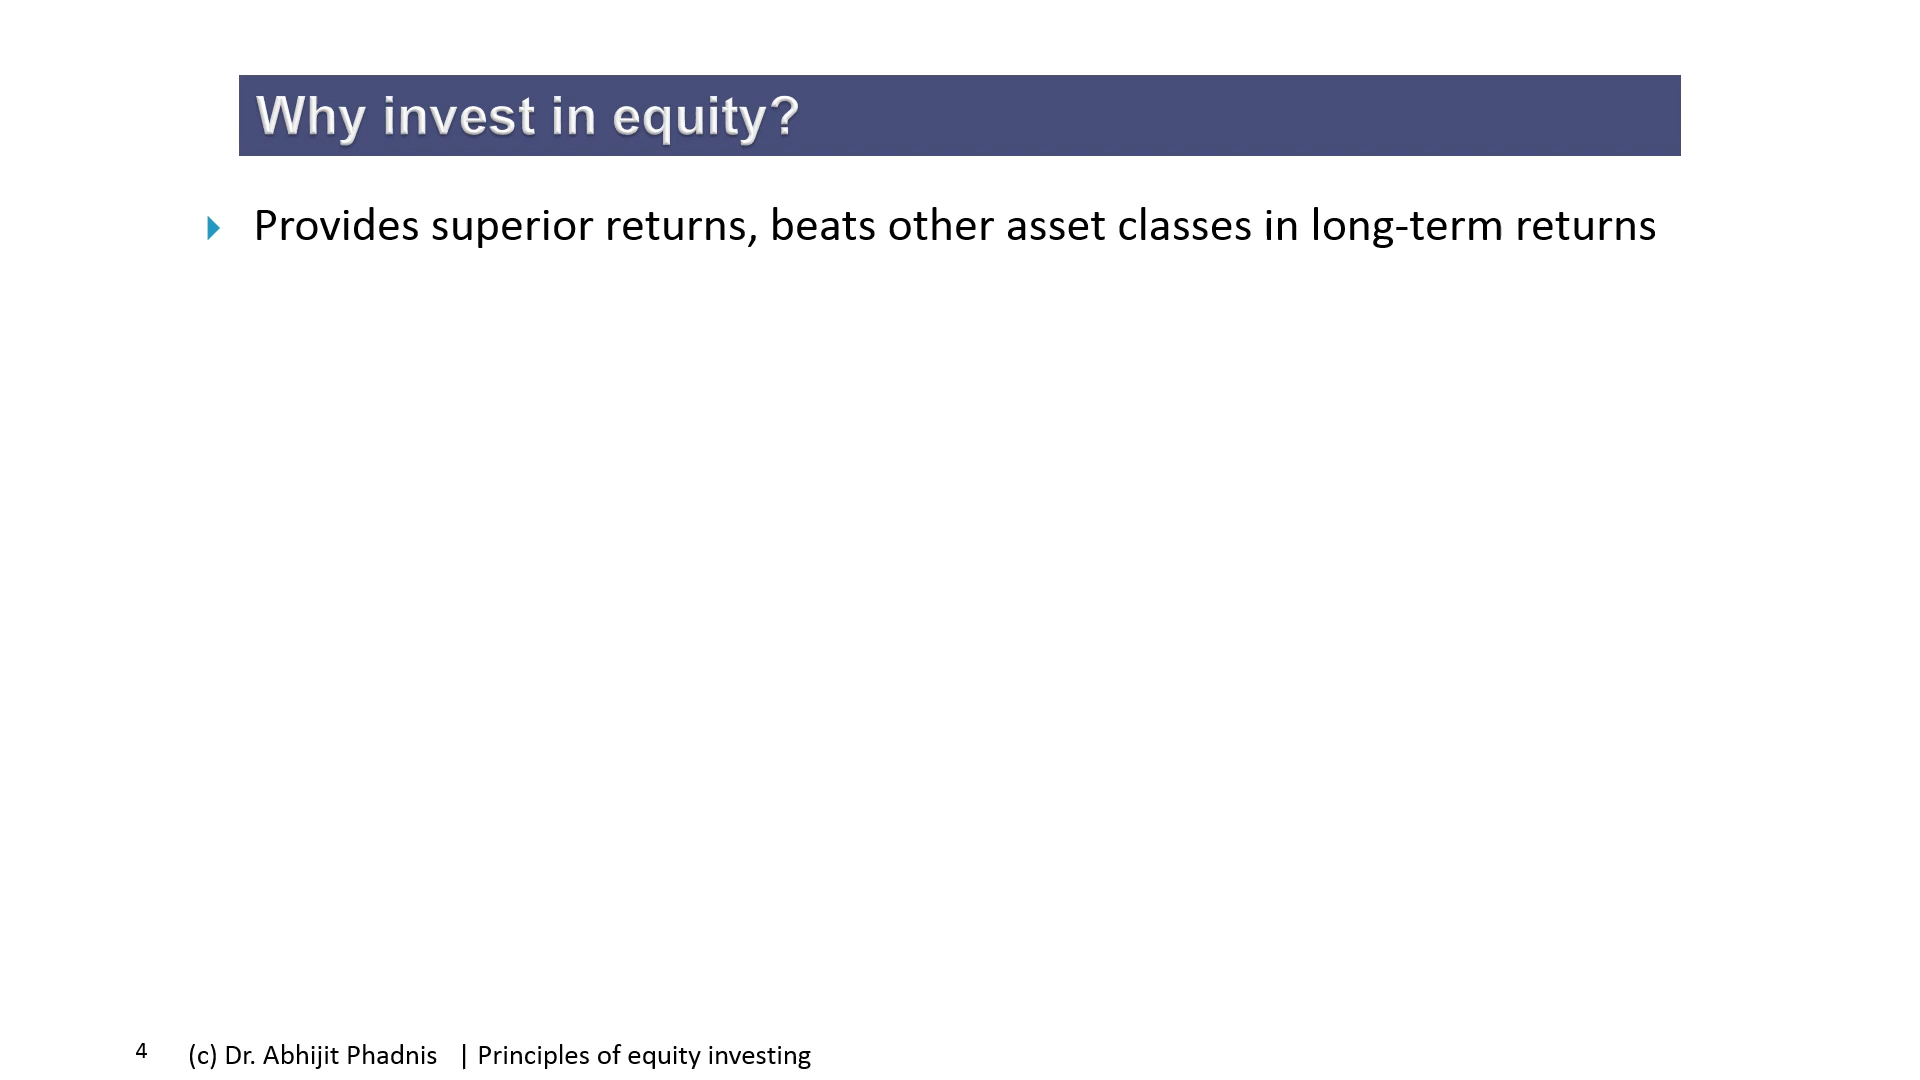 Why invest in equity?
Provides superior returns, beats other asset classes in long-term returns
4 (c) Dr. Abhijit Phadnis | Principles of equity investing